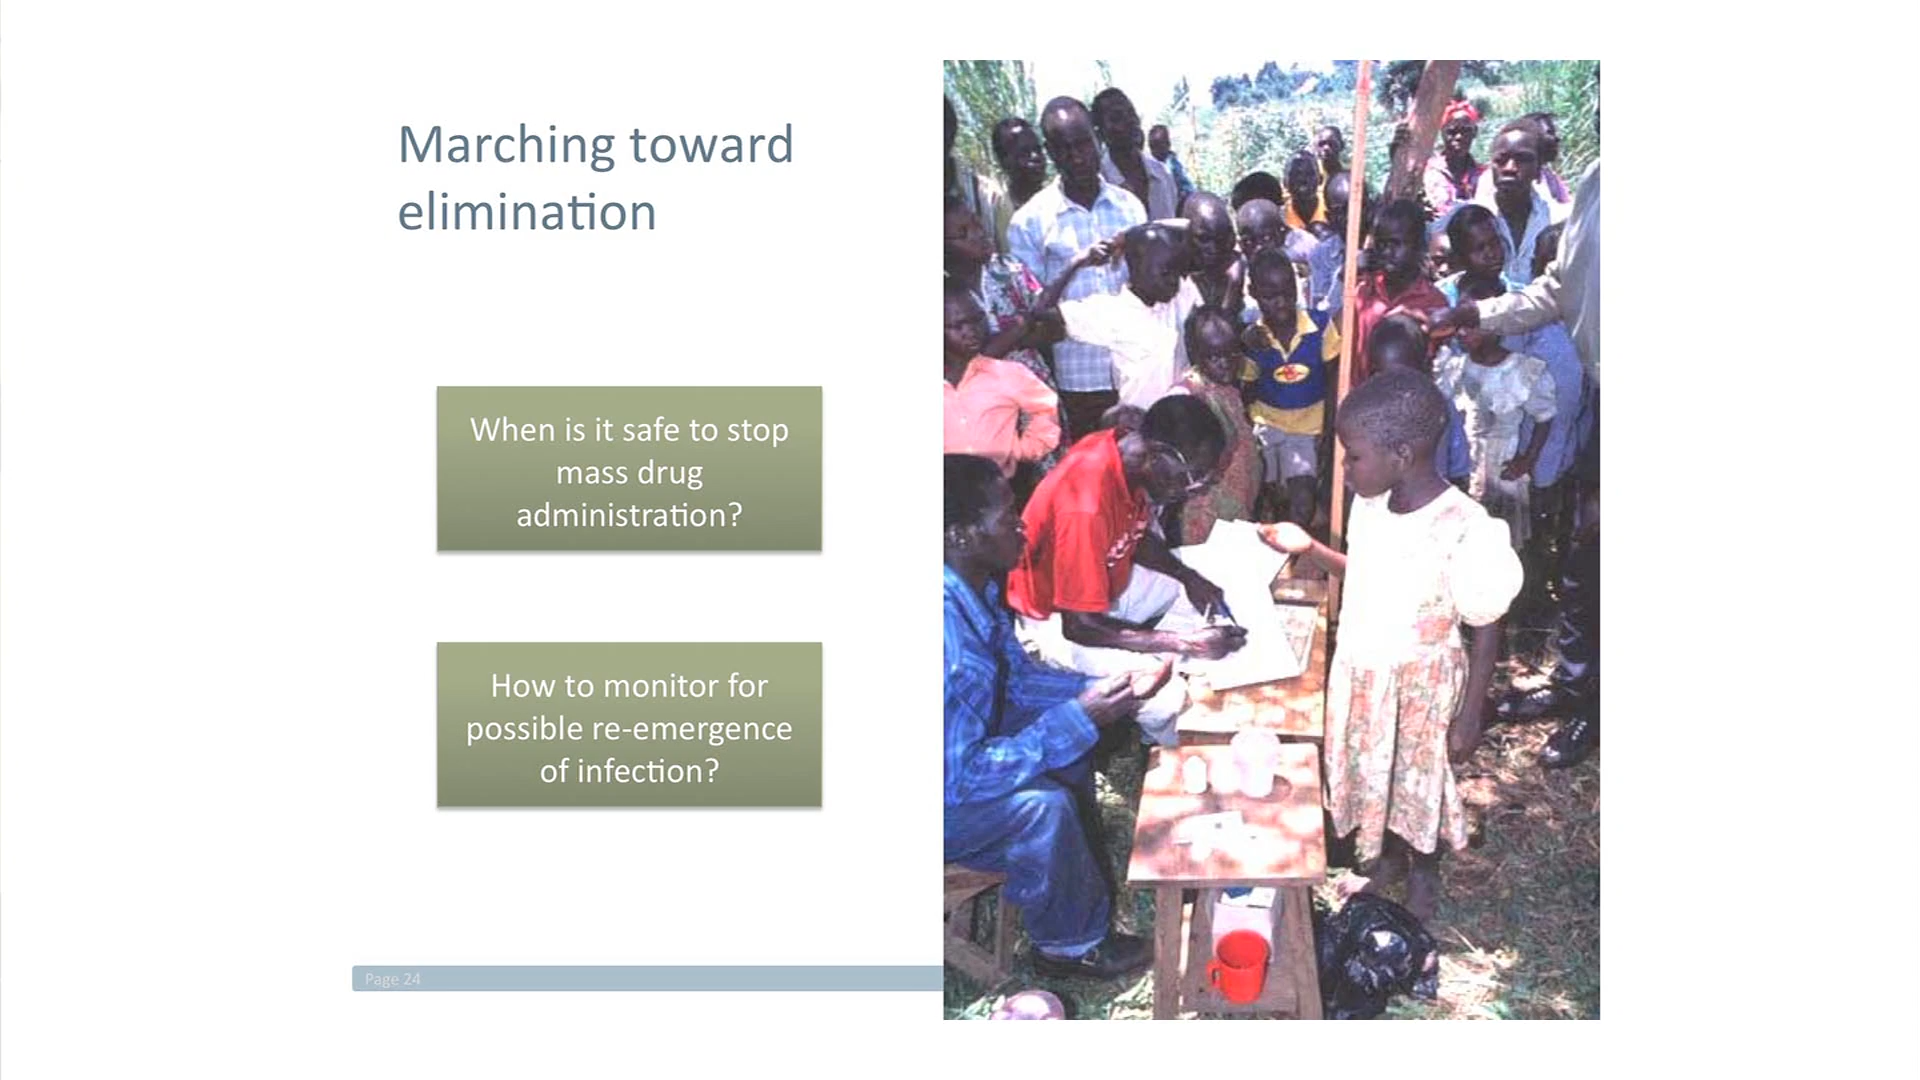 Marching toward
elimination
When is it safe to stop
mass drug
administration?
How to monitor for
possible re-emergence
of infection?
Page 24